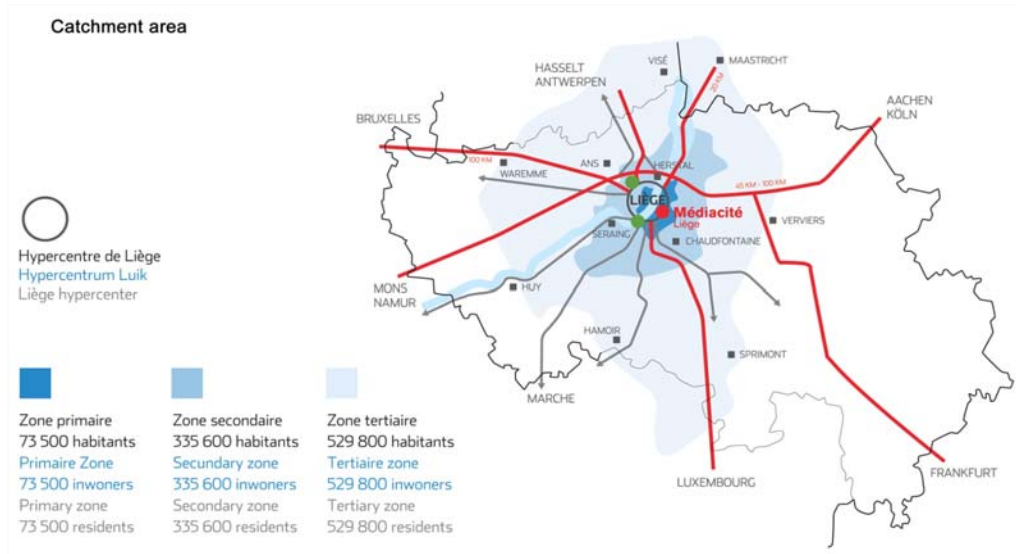 Catchment area
HASSELT
ANTWERPEN
VISÉ
MAASTRICHT
20 KM
AACHEN
KÖLN
BRUXELLES
100 KM
WAREMME
ANS
HERSTAL
45 KM - 100 KM
LIÈGE
Médiacité
Liège
VERVIERS
SERAING
CHAUDFONTAINE
MONS
NAMUR
HUY
HAMOIR
SPRIMONT
MARCHE
LUXEMBOURG
FRANKFURT
Hypercentre de Liège
Hypercentrum Luik
Liège hypercenter
Zone primaire
73 500 habitants
Primaire Zone
73 500 inwoners
Primary zone
73 500 residents
Zone secondaire
335 600 habitants
Secundary zone
335 600 inwoners
Secondary zone
335 600 residents
Zone tertiaire
529 800 habitants
Tertiaire zone
529 800 inwoners
Tertiary zone
529 800 residents